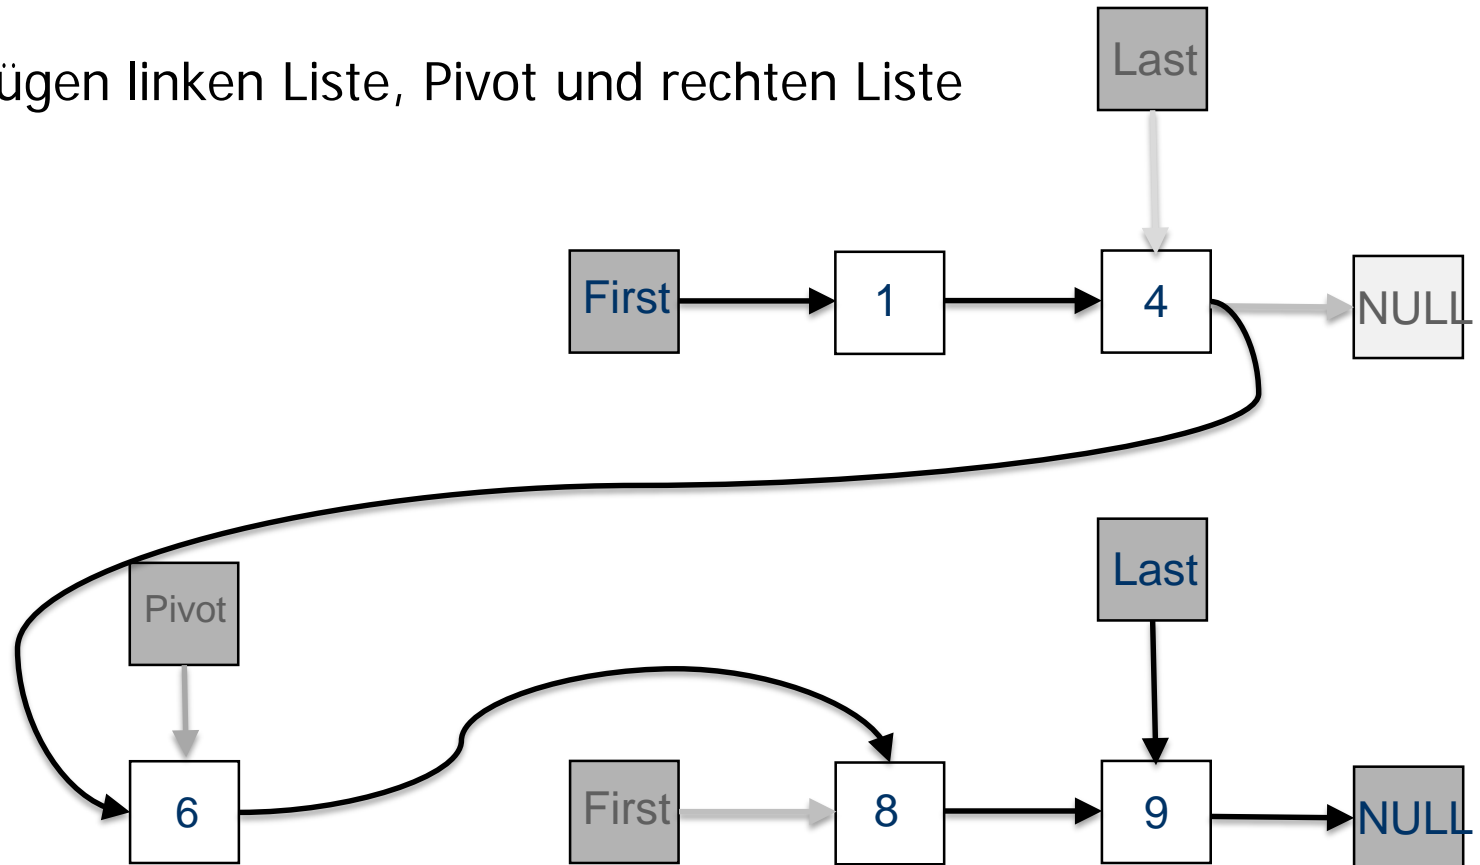 ügen linken Liste, Pivot und rechten Liste
Last
First
1
4
NULL
Pivot
Last
6
First
8
9
NULL